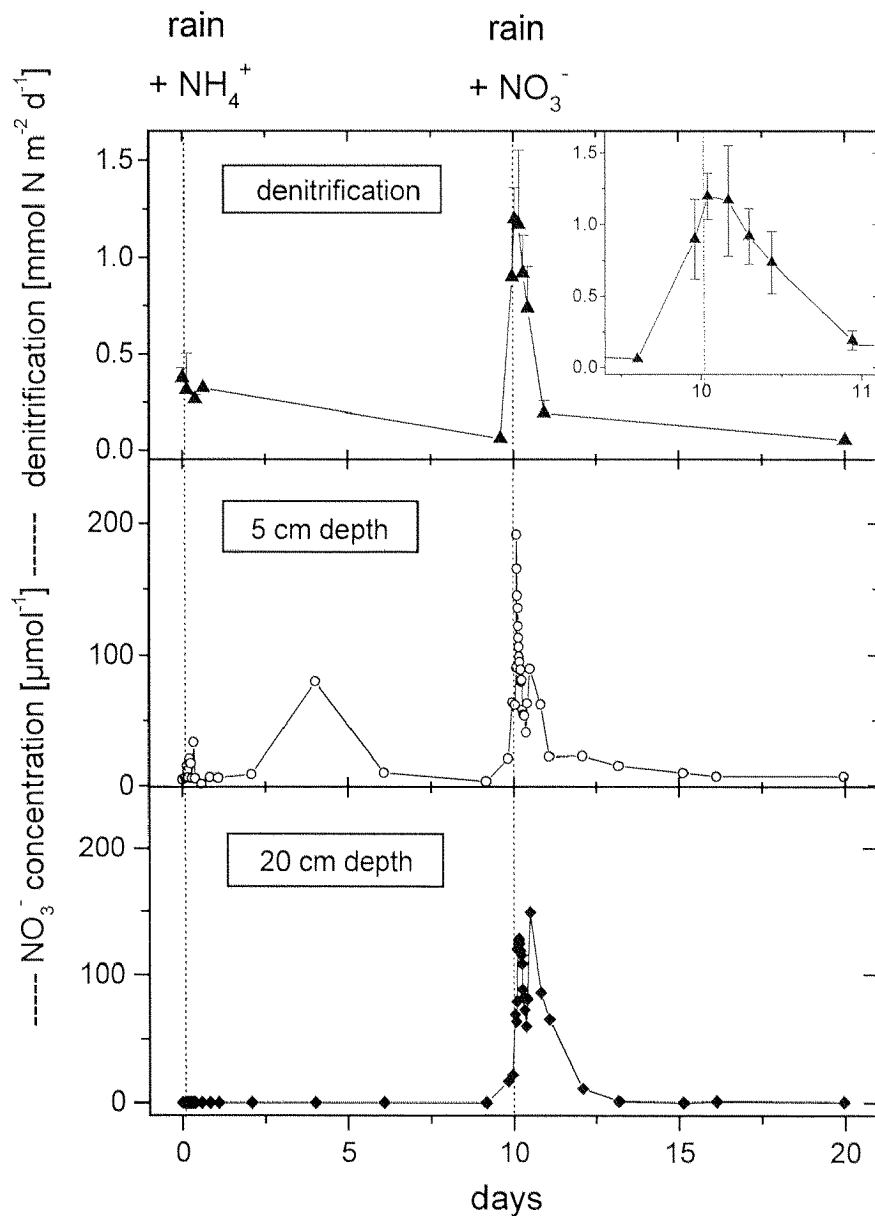 rain
+ NH₄⁺
rain
+ NO₃⁻
denitrification
1.5
1.0
0.5
0.0
1.5
1.0
0.5
0.0
10
11
5 cm depth
200
100
0
20 cm depth
200
100
0
0
5
10
15
20
days
----- NO₃⁻ concentration [µmol⁻¹] ------ denitrification [mmol N m⁻² d⁻¹]